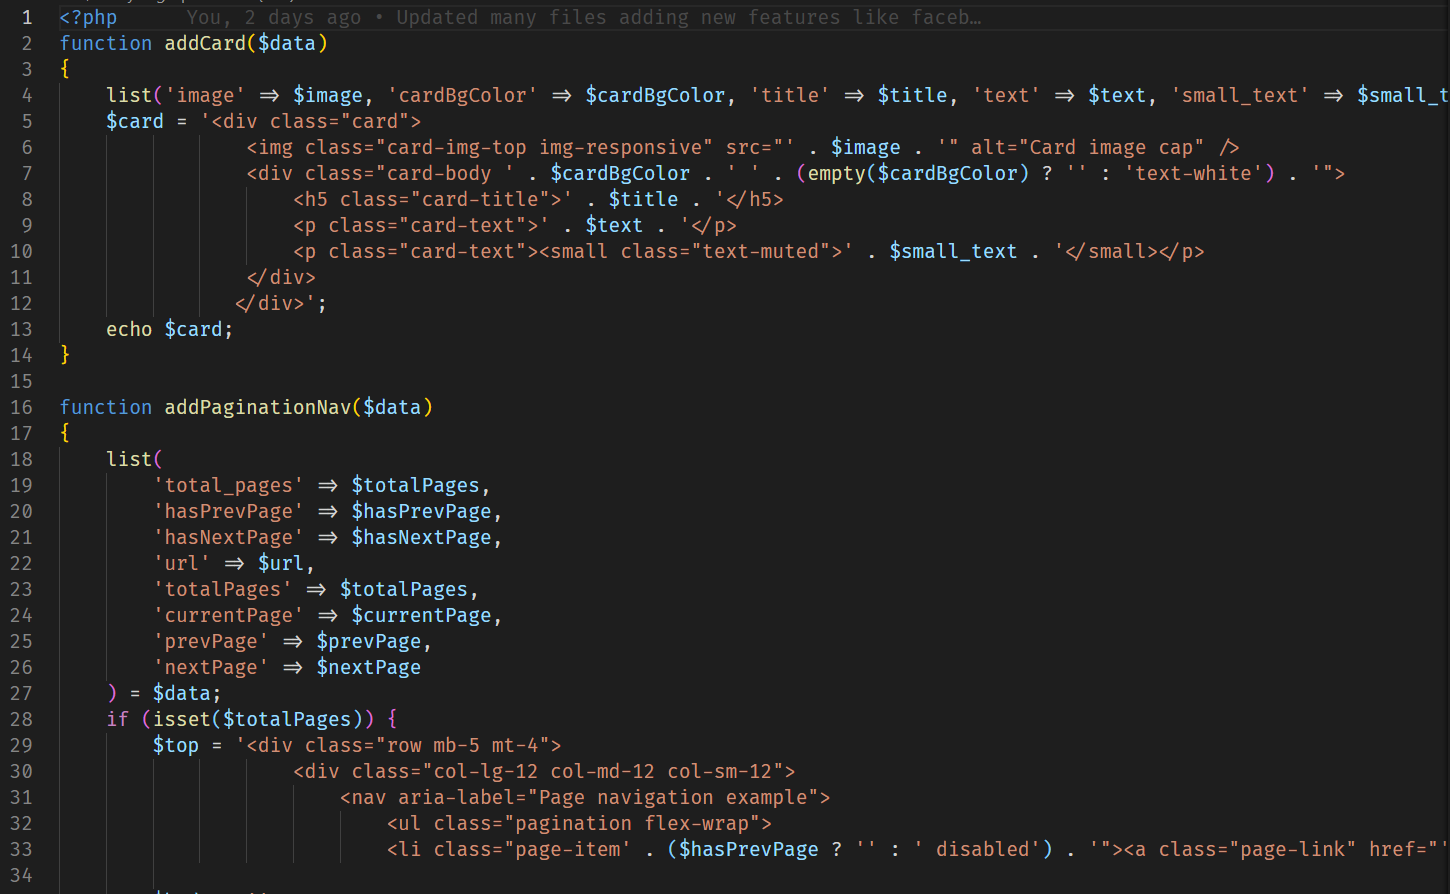 1 <?php You, 2 days ago • Updated many files adding new features like faceb…
2 function addCard($data)
3 {
4 list('image' => $image, 'cardBgColor' => $cardBgColor, 'title' => $title, 'text' => $text, 'small_text' => $small_t
5 $card = '<div class="card">
6 <img class="card-img-top img-responsive" src="' . $image . '" alt="Card image cap" />
7 <div class="card-body ' . $cardBgColor . ' ' . (empty($cardBgColor) ? '' : 'text-white') . '">
8 <h5 class="card-title">' . $title . '</h5>
9 <p class="card-text">' . $text . '</p>
10 <p class="card-text"><small class="text-muted">' . $small_text . '</small></p>
11 </div>
12 </div>';
13 echo $card;
14 }
15
16 function addPaginationNav($data)
17 {
18 list(
19 'total_pages' => $totalPages,
20 'hasPrevPage' => $hasPrevPage,
21 'hasNextPage' => $hasNextPage,
22 'url' => $url,
23 'totalPages' => $totalPages,
24 'currentPage' => $currentPage,
25 'prevPage' => $prevPage,
26 'nextPage' => $nextPage
27 ) = $data;
28 if (isset($totalPages)) {
29 $top = '<div class="row mb-5 mt-4">
30 <div class="col-lg-12 col-md-12 col-sm-12">
31 <nav aria-label="Page navigation example">
32 <ul class="pagination flex-wrap">
33 <li class="page-item' . ($hasPrevPage ? '' : ' disabled') . '"><a class="page-link" href="'
34